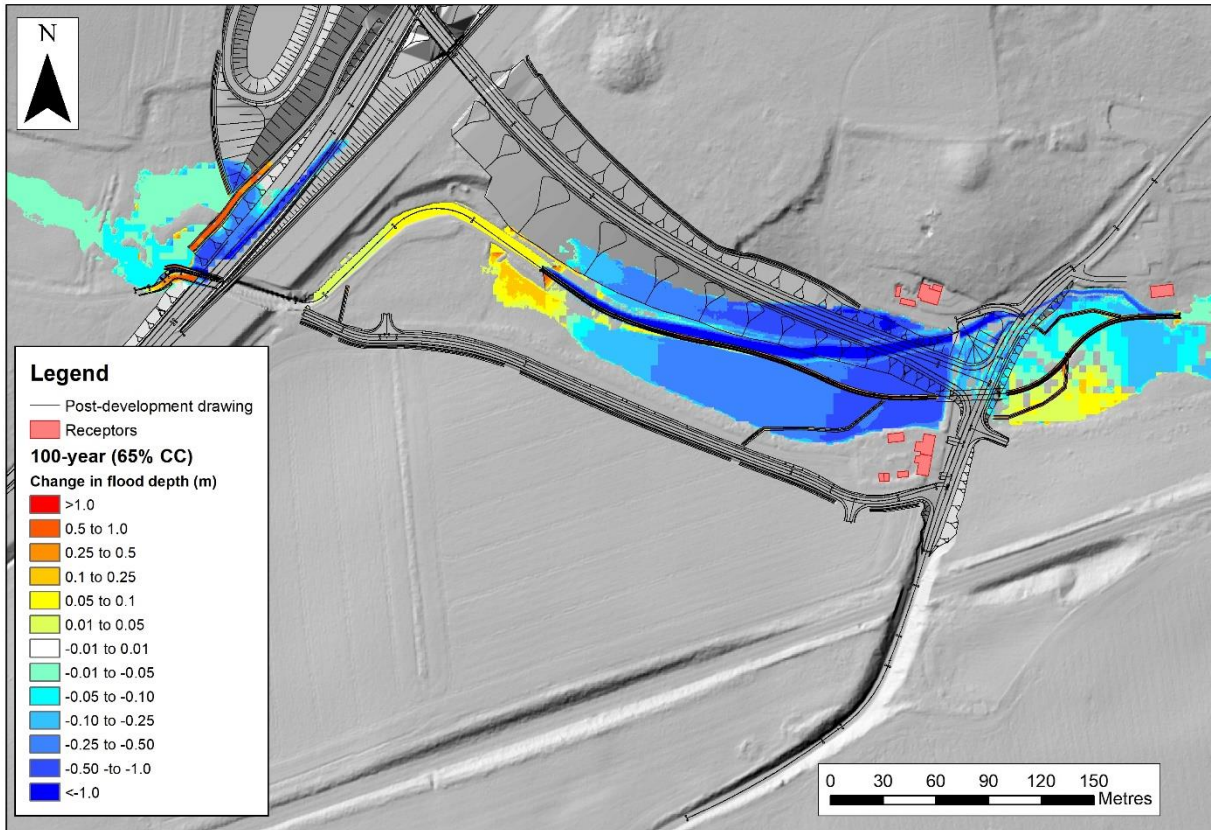 N
Legend
Post-development drawing
Receptors
100-year (65% CC)
Change in flood depth (m)
>1.0
0.5 to 1.0
0.25 to 0.5
0.1 to 0.25
0.05 to 0.1
0.01 to 0.05
-0.01 to 0.01
-0.01 to -0.05
-0.05 to -0.10
-0.10 to -0.25
-0.25 to -0.50
-0.50 -to -1.0
<-1.0
0 30 60 90 120 150
Metres